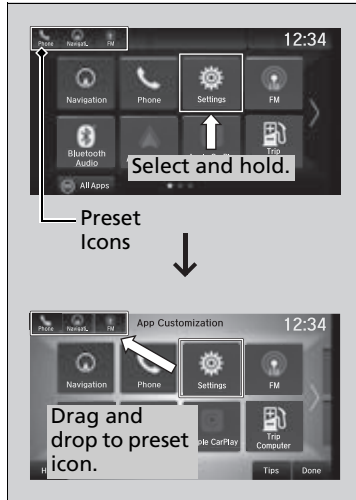 Phone Navigati.. FM 12:34
Navigation Phone Settings FM
Bluetooth Audio Trip
Select and hold.
All Apps
Preset
Icons
Phone Navigati.. FM App Customization 12:34
Navigation Phone Settings FM
Drag and
drop to preset
icon.
ple CarPlay Trip
Computer
H Tips Done